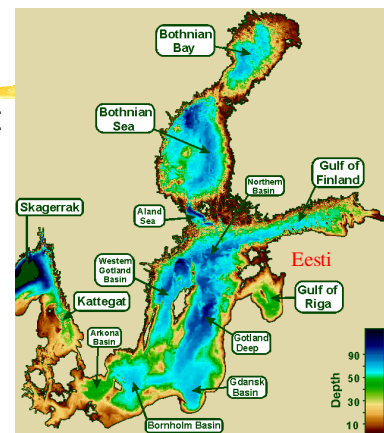 Bothnian
Bay
Bothnian
Sea
Northern
Basin
Gulf of
Finland
Skagerrak
Aland
Sea
Eesti
Western
Gotland
Basin
Gulf of
Riga
Kattegat
Arkona
Basin
Gotland
Deep
Gdansk
Basin
Bornholm Basin
Depth
90
50
30
10